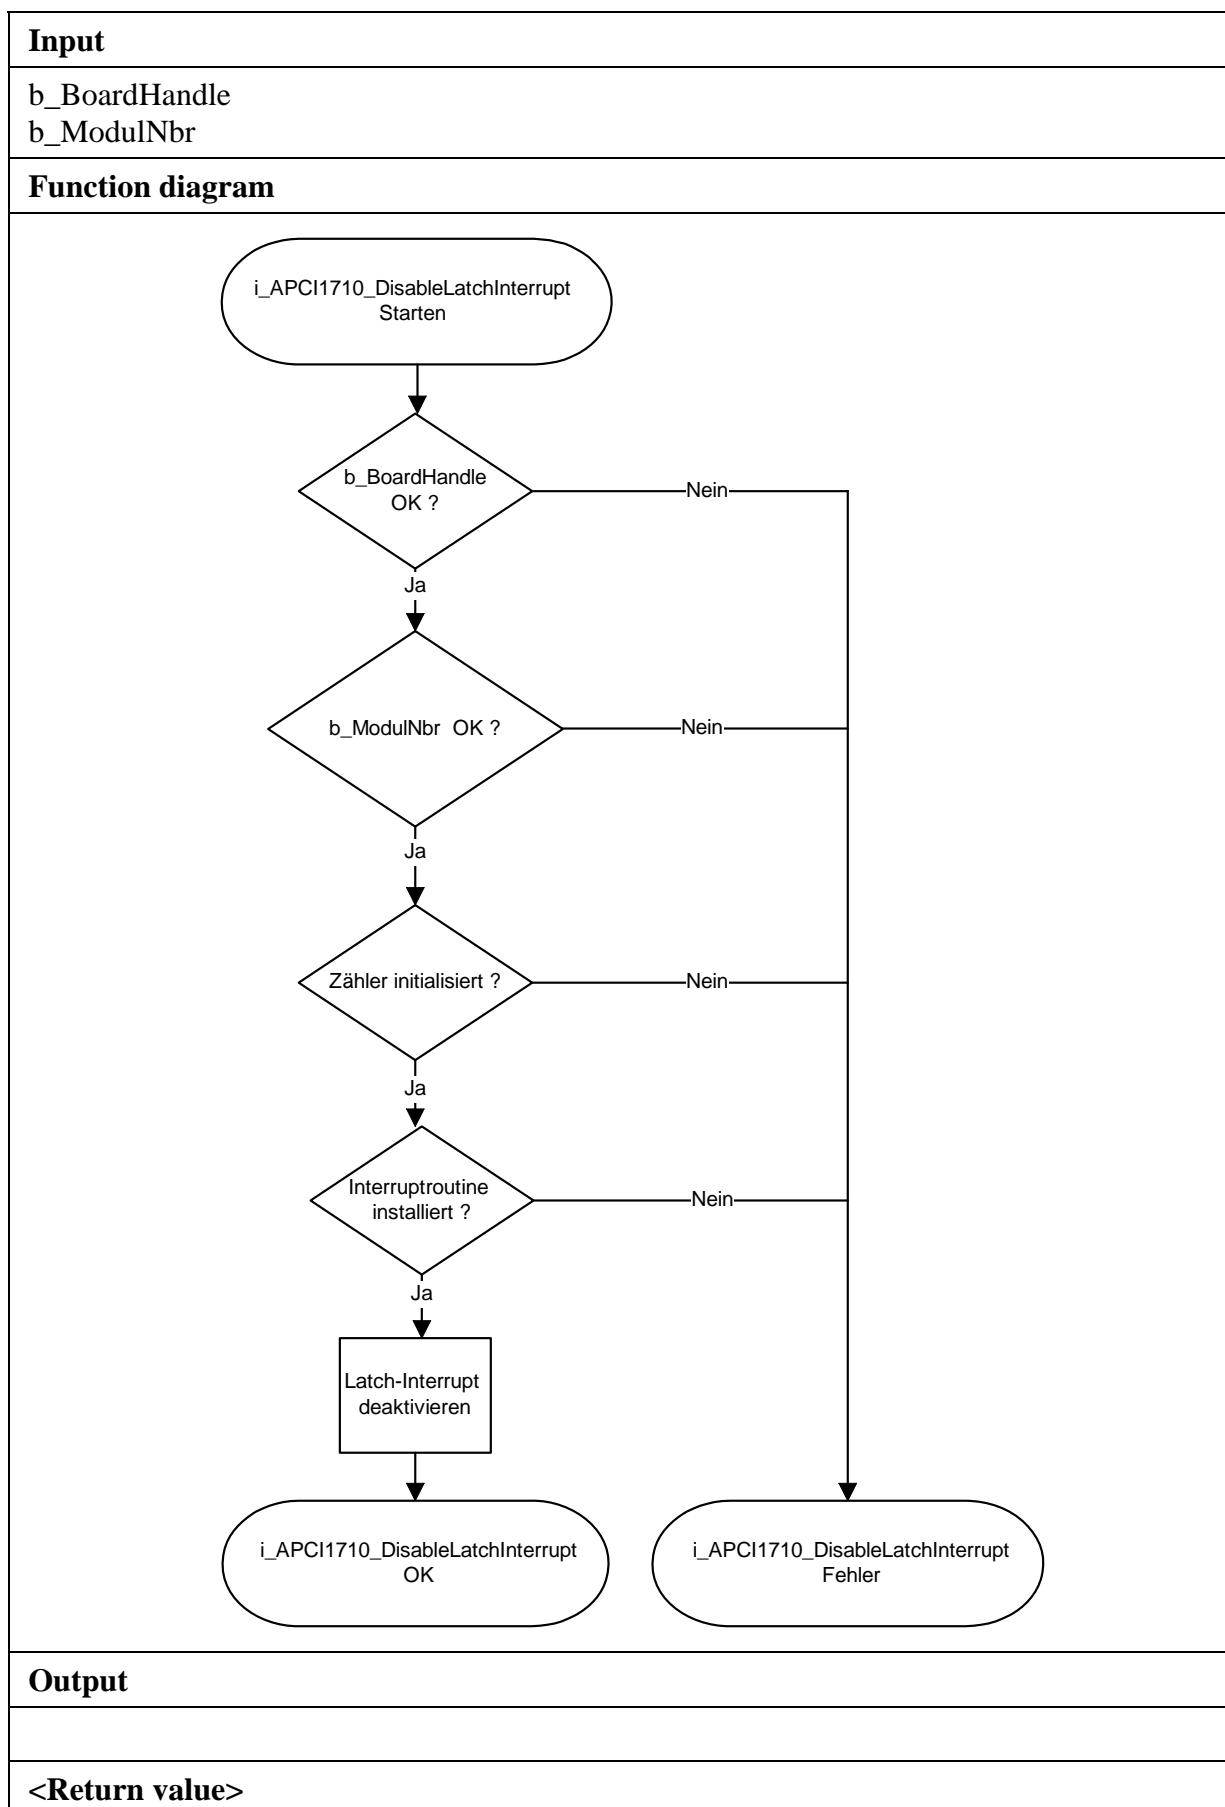 Input
b_BoardHandle
b_ModulNbr
Function diagram
i_APCI1710_DisableLatchInterrupt
Starten
b_BoardHandle
OK ?
Nein
Ja
b_ModulNbr OK ?
Nein
Ja
Zähler initialisiert ?
Nein
Ja
Interruptroutine
installiert ?
Nein
Ja
Latch-Interrupt
deaktivieren
i_APCI1710_DisableLatchInterrupt
OK
i_APCI1710_DisableLatchInterrupt
Fehler
Output
<Return value>